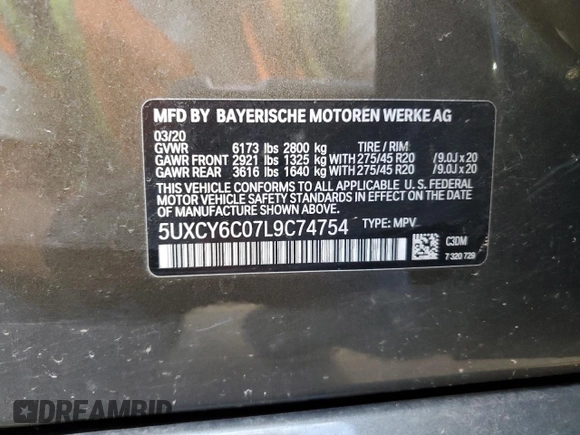 MFD BY BAYERISCHE MOTOREN WERKE AG
03/20
GVWR 6173 lbs 2800 kg TIRE / RIM
GAWR FRONT 2921 lbs 1325 kg WITH 275/45 R20 /9.0J x 20
GAWR REAR 3616 lbs 1640 kg WITH 275/45 R20 /9.0J x 20
THIS VEHICLE CONFORMS TO ALL APPLICABLE U. S. FEDERAL
MOTOR VEHICLE SAFETY STANDARDS IN EFFECT ON THE DATE
OF MANUFACTURE SHOWN ABOVE.
5UXCY6C07L9C74754 TYPE: MPV
C3DM
7 320 729
DREAMBID